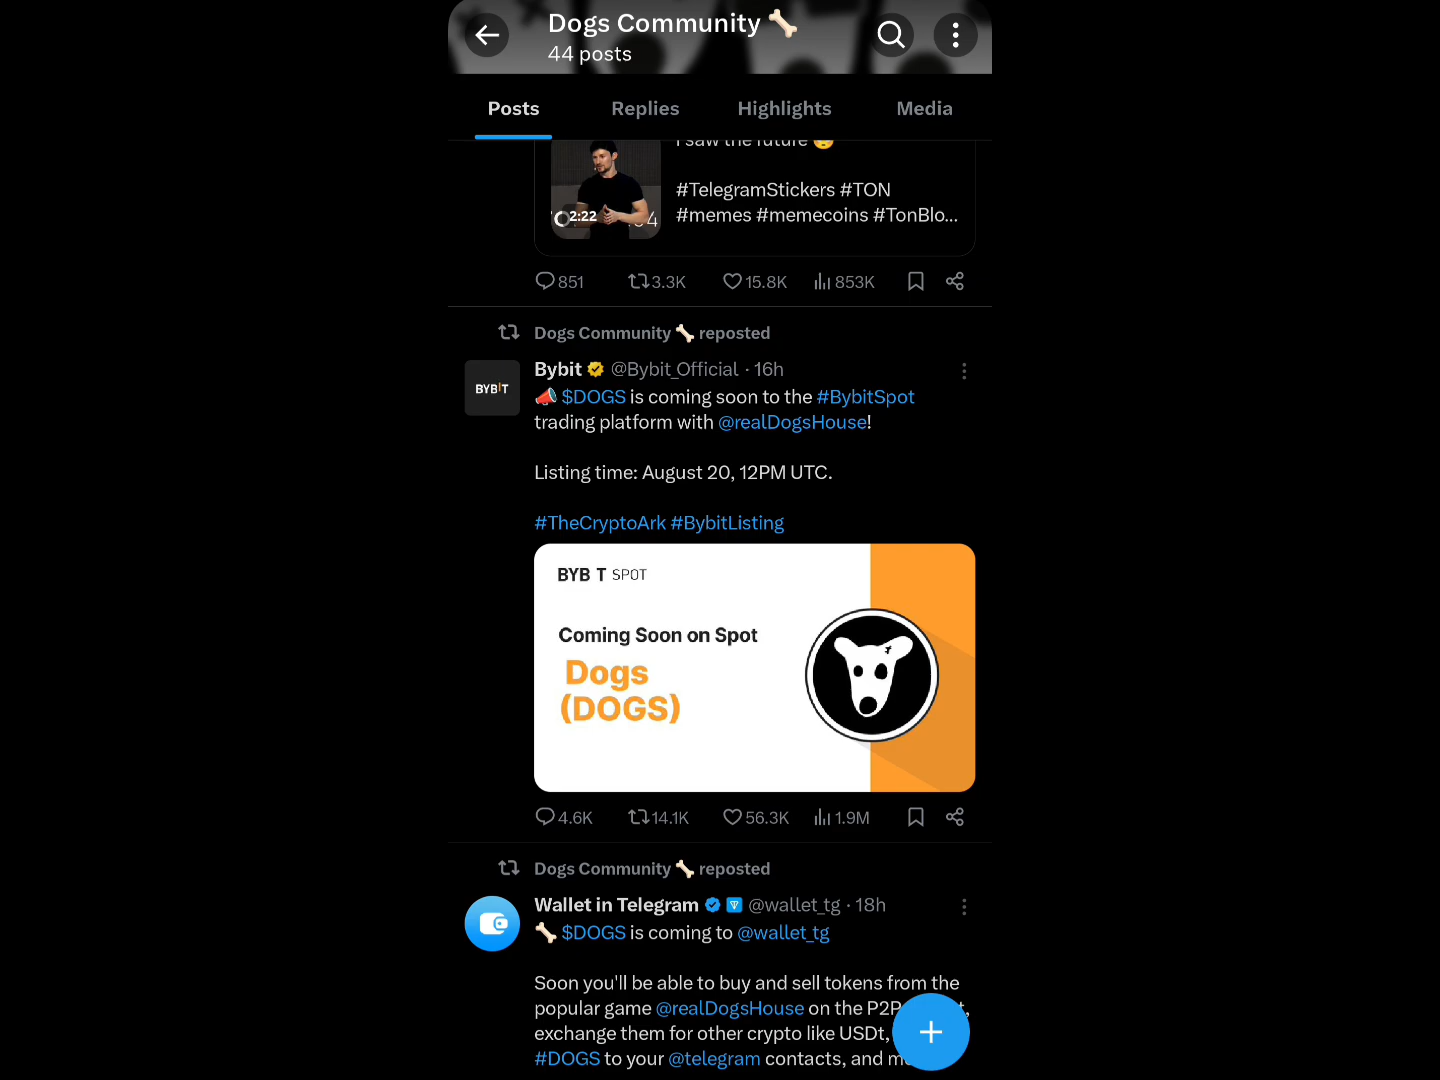 Dogs Community 🦴
44 posts
Posts Replies Highlights Media
I saw the future
#TelegramStickers #TON
#memes #memecoins #TonBlo...
2:22
851 3.3K 15.8K 853K
Dogs Community 🦴 reposted
Bybit @Bybit_Official · 16h
BYBIT
📣 $DOGS is coming soon to the #BybitSpot
trading platform with @realDogsHouse!
Listing time: August 20, 12PM UTC.
#TheCryptoArk #BybitListing
BYB T SPOT
Coming Soon on Spot
Dogs
(DOGS)
4.6K 14.1K 56.3K 1.9M
Dogs Community 🦴 reposted
Wallet in Telegram @wallet_tg · 18h
🦴 $DOGS is coming to @wallet_tg
Soon you'll be able to buy and sell tokens from the
popular game @realDogsHouse on the P2P
exchange them for other crypto like USDt,
#DOGS to your @telegram contacts, and